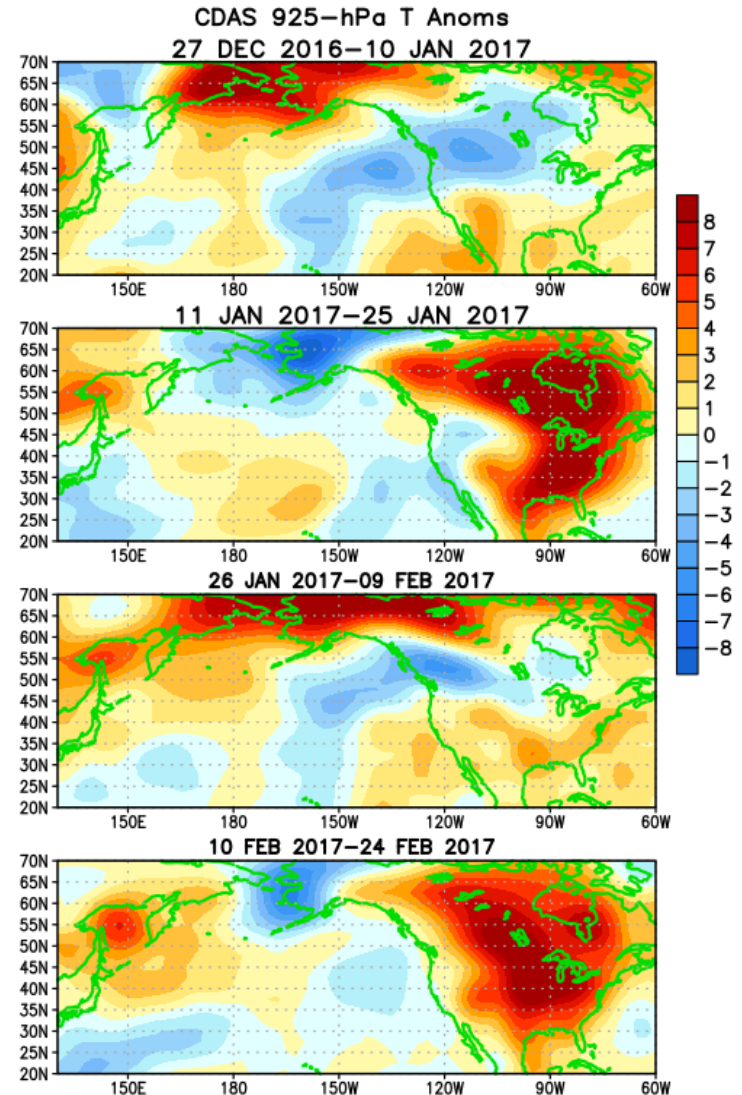 CDAS 925−hPa T Anoms
27 DEC 2016−10 JAN 2017
70N
65N
60N
55N
50N
45N
40N
35N
30N
25N
20N
150E 180 150W 120W 90W 60W
11 JAN 2017−25 JAN 2017
70N
65N
60N
55N
50N
45N
40N
35N
30N
25N
20N
150E 180 150W 120W 90W 60W
26 JAN 2017−09 FEB 2017
70N
65N
60N
55N
50N
45N
40N
35N
30N
25N
20N
150E 180 150W 120W 90W 60W
10 FEB 2017−24 FEB 2017
70N
65N
60N
55N
50N
45N
40N
35N
30N
25N
20N
150E 180 150W 120W 90W 60W
8
7
6
5
4
3
2
1
0
−1
−2
−3
−4
−5
−6
−7
−8